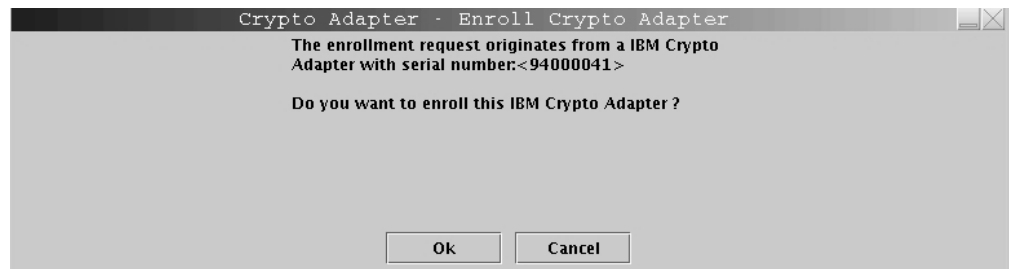 Crypto Adapter - Enroll Crypto Adapter
The enrollment request originates from a IBM Crypto
Adapter with serial number:<94000041>
Do you want to enroll this IBM Crypto Adapter ?
Ok Cancel